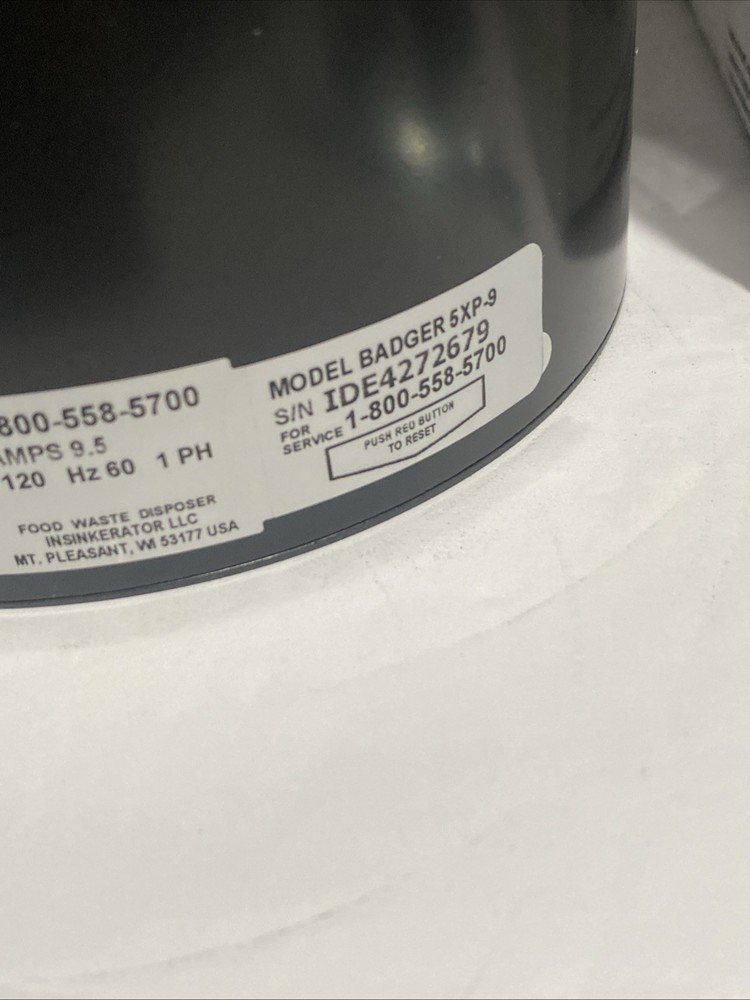 800-558-5700
AMPS 9.5
120 Hz 60 1 PH
FOOD WASTE DISPOSER
INSINKERATOR LLC
MT. PLEASANT, WI 53177 USA
MODEL BADGER 5XP-9
S/N IDE4272679
FOR SERVICE 1-800-558-5700
PUSH RED BUTTON
TO RESET